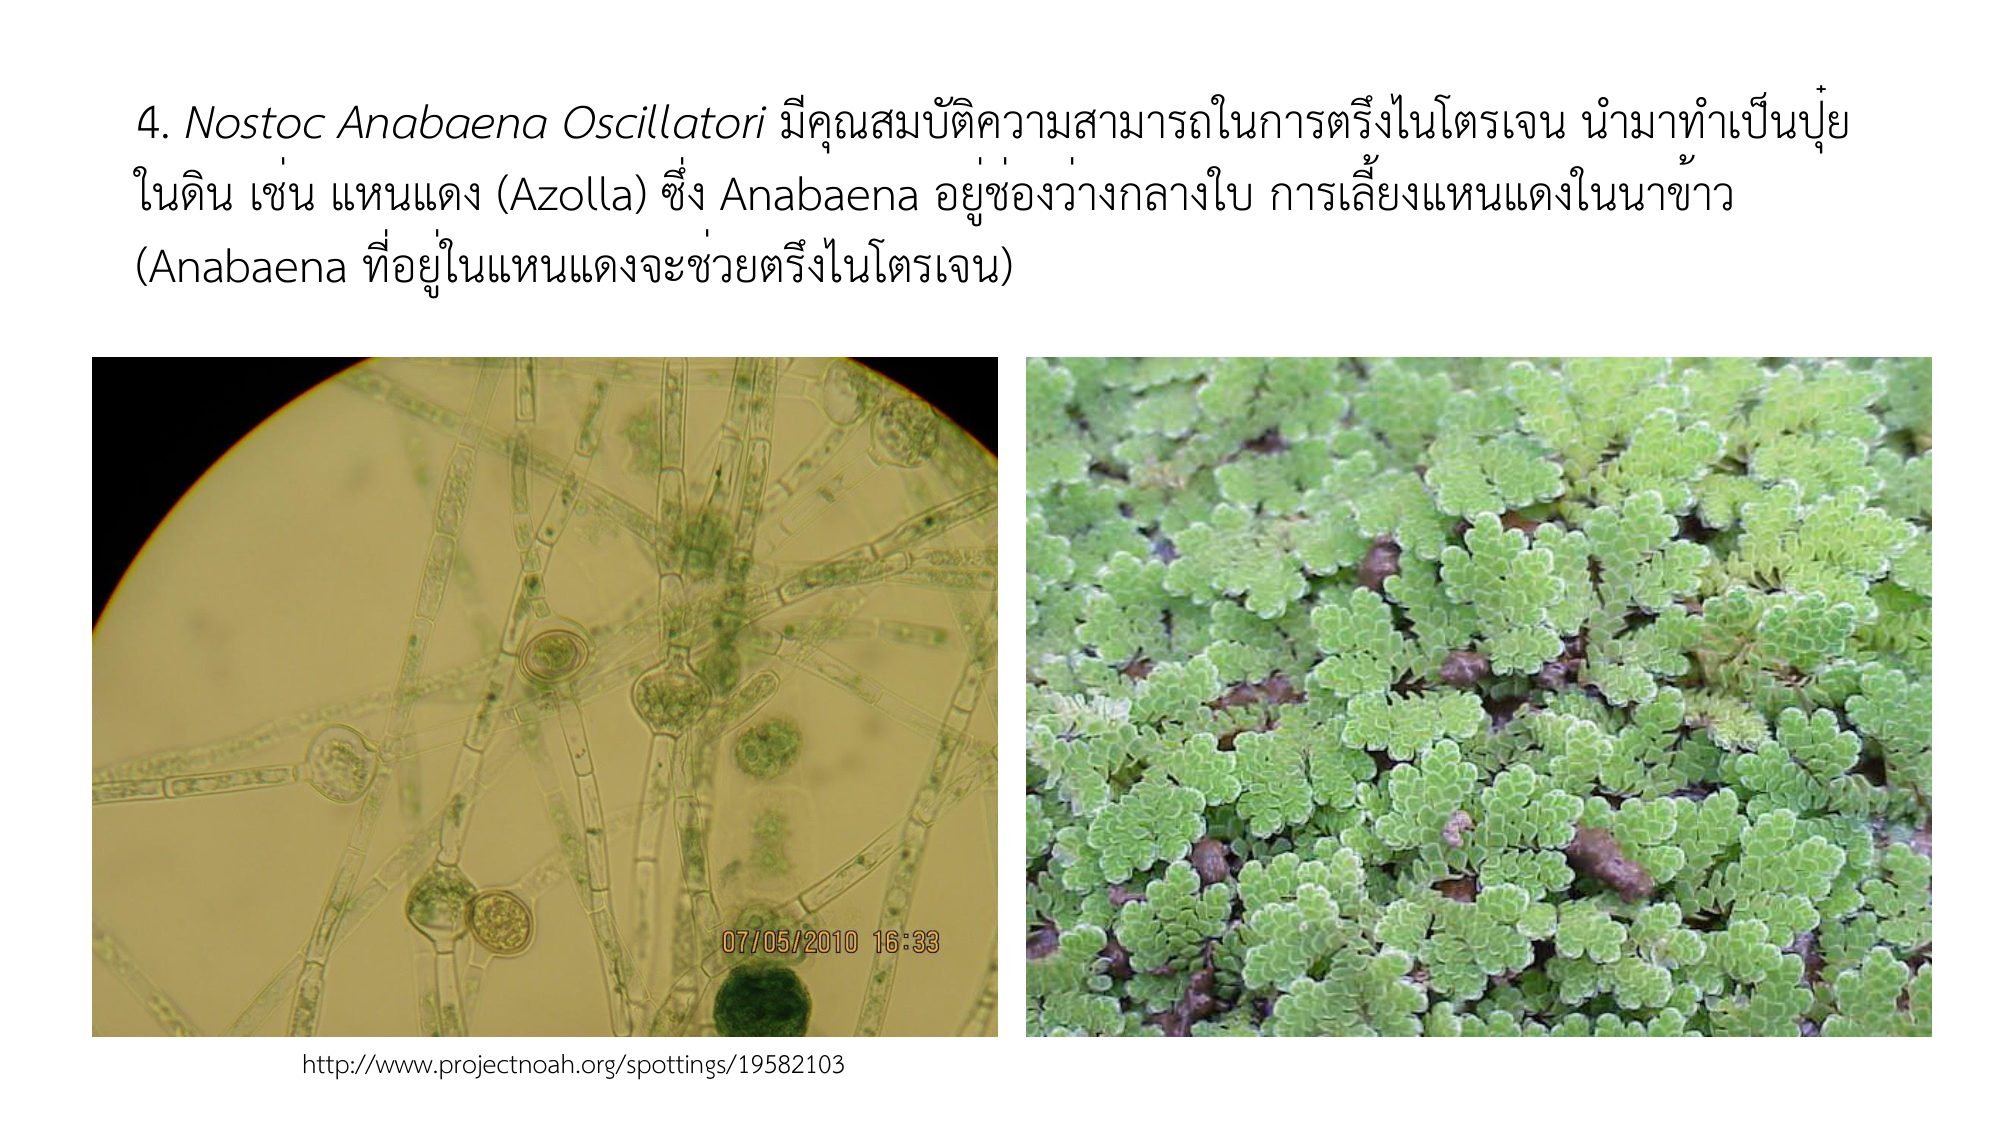 4. Nostoc Anabaena Oscillatori มีคุณสมบัติความสามารถในการตรึงไนโตรเจน นำมาทำเป็นปุ๋ย
ในดิน เช่น แหนแดง (Azolla) ซึ่ง Anabaena อยู่ช่องว่างกลางใบ การเลี้ยงแหนแดงในนาข้าว
(Anabaena ที่อยู่ในแหนแดงจะช่วยตรึงไนโตรเจน)
07/05/2010 16:33
http://www.projectnoah.org/spottings/19582103